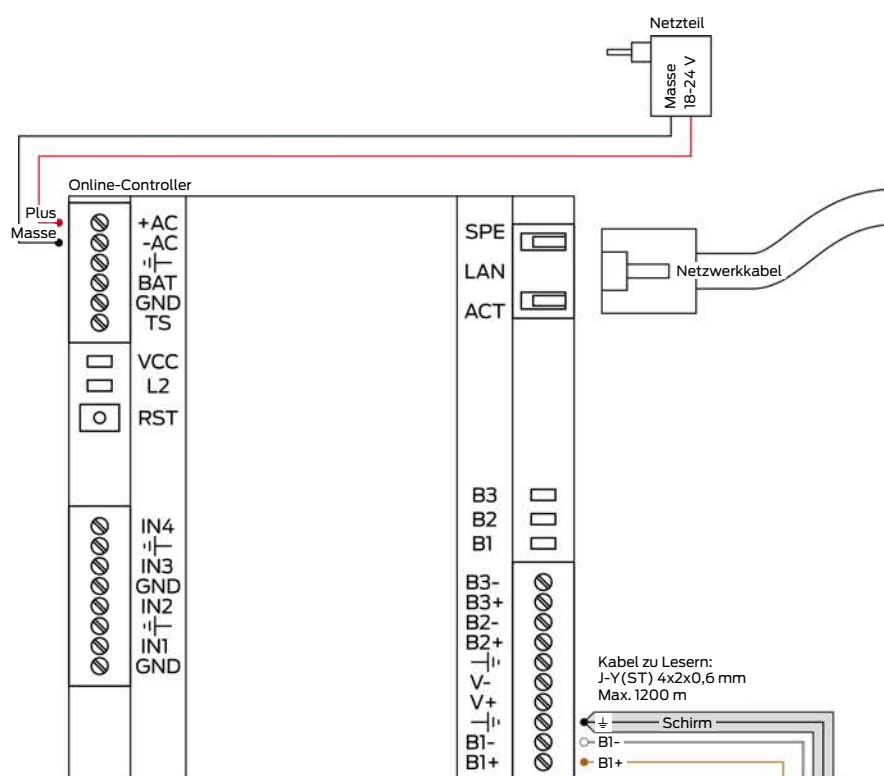 Netzteil
Masse
18-24 V
Online-Controller
Plus
Masse
+AC
-AC
BAT
GND
TS
VCC
L2
RST
IN4
IN3
GND
IN2
IN1
GND
SPE
LAN
ACT
Netzwerkkabel
B3
B2
B1
B3-
B3+
B2-
B2+
V-
V+
B1-
B1+
Kabel zu Lesern:
J-Y(ST) 4x2x0,6 mm
Max. 1200 m
Schirm
B1-
B1+